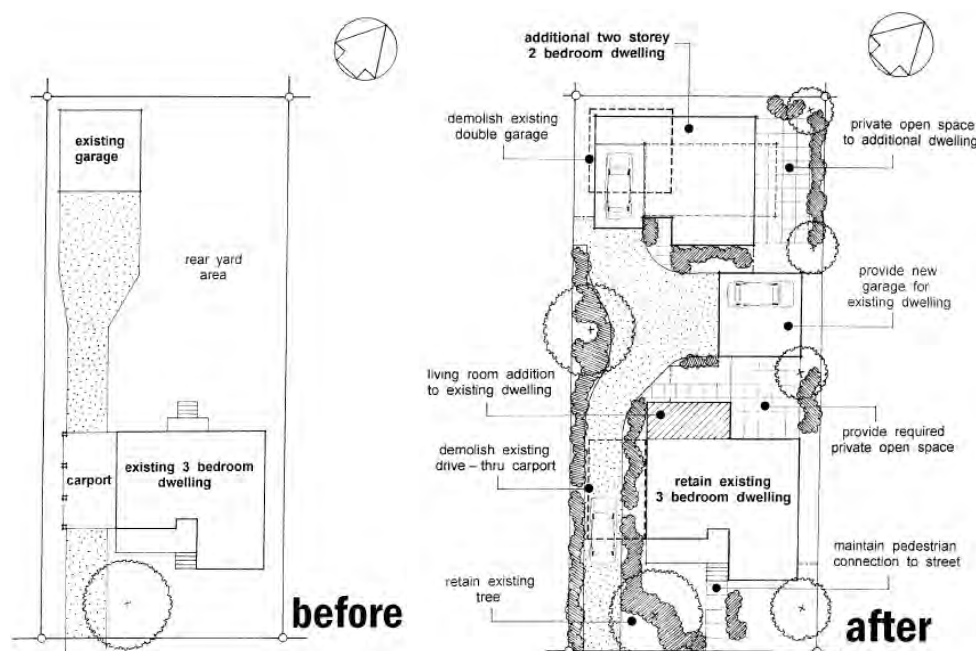 existing
garage
rear yard
area
carport
existing 3 bedroom
dwelling
before
additional two storey
2 bedroom dwelling
demolish existing
double garage
private open space
to additional dwelling
provide new
garage for
existing dwelling
living room addition
to existing dwelling
provide required
private open space
demolish existing
drive – thru carport
retain existing
3 bedroom dwelling
maintain pedestrian
connection to street
retain existing
tree
after